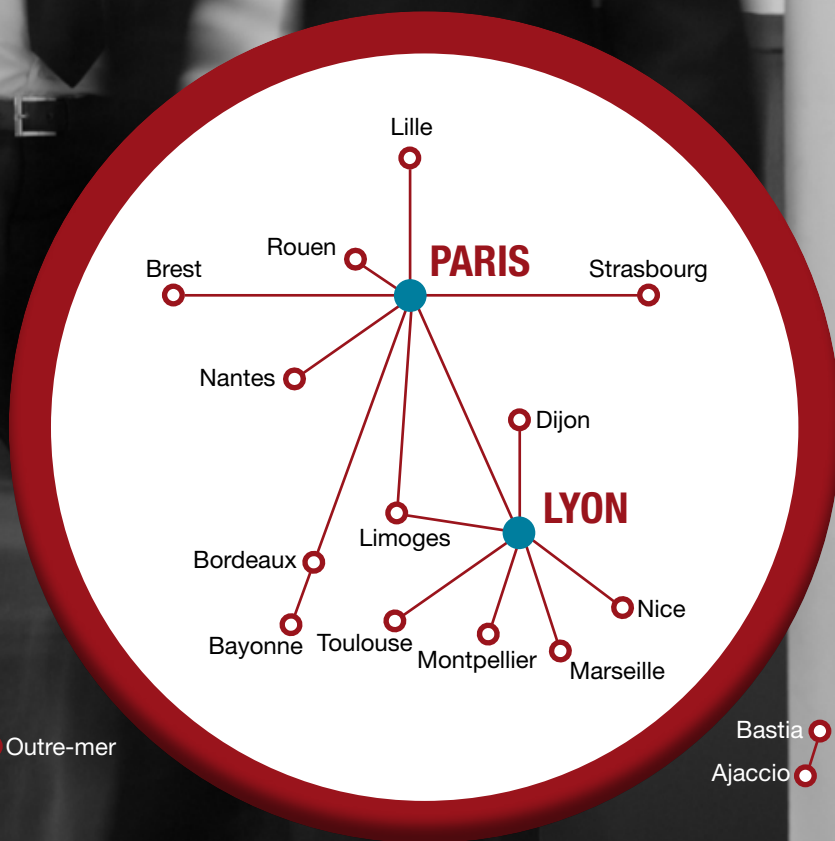 Lille
Rouen
PARIS
Brest
Strasbourg
Nantes
Dijon
LYON
Limoges
Bordeaux
Nice
Bayonne
Toulouse
Montpellier
Marseille
Bastia
Outre-mer
Ajaccio